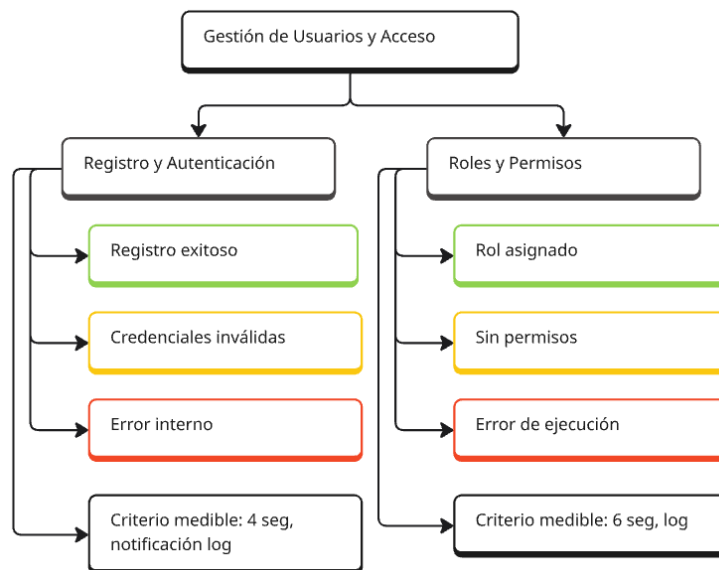 Gestión de Usuarios y Acceso
Registro y Autenticación
Registro exitoso
Credenciales inválidas
Error interno
Criterio medible: 4 seg,
notificación log
Roles y Permisos
Rol asignado
Sin permisos
Error de ejecución
Criterio medible: 6 seg, log